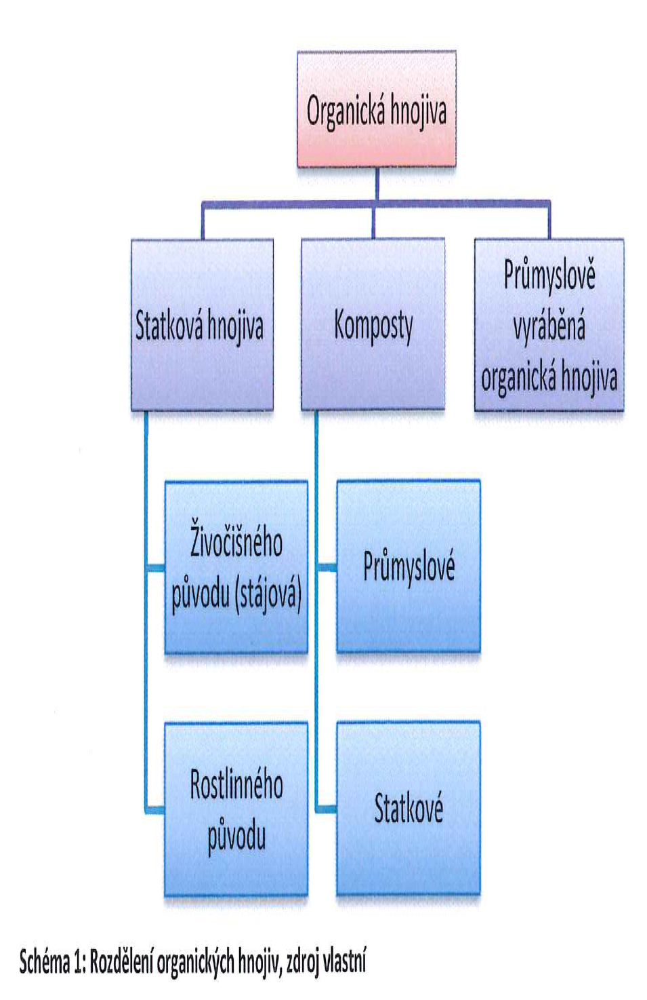 Organická hnojiva
Statková hnojiva
Komposty
Průmyslově
vyráběná
organická hnojiva
Živočišného
původu (stájová)
Průmyslové
Rostlinného
původu
Statkové
Schéma 1: Rozdělení organických hnojiv, zdroj vlastní